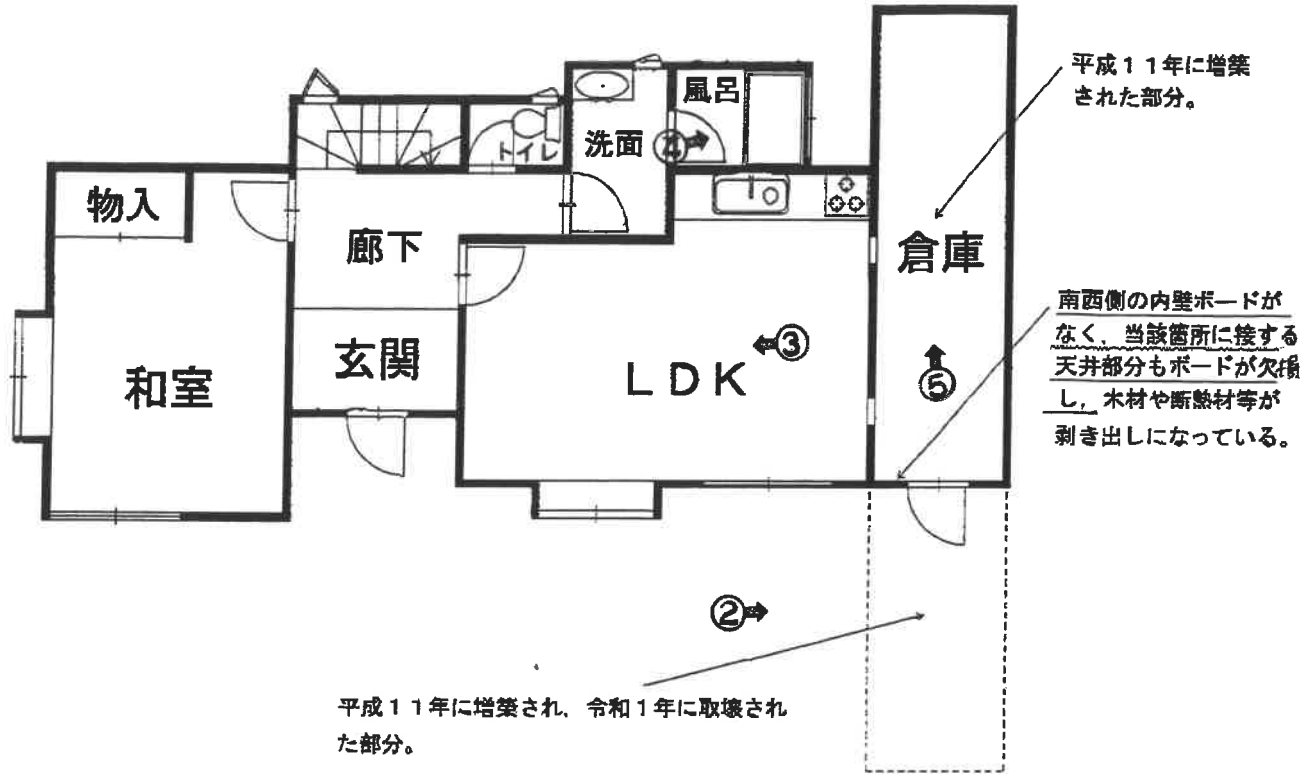 平成11年に増築
された部分。
風呂
④
洗面
トイレ
物入
廊下
倉庫
南西側の内壁ボードが
なく，当該箇所に接する
天井部分もボードが欠損
し，木材や断熱材等が
剥き出しになっている。
③
玄関
和室
LDK
⑤
②
平成11年に増築され，令和1年に取壊され
た部分。